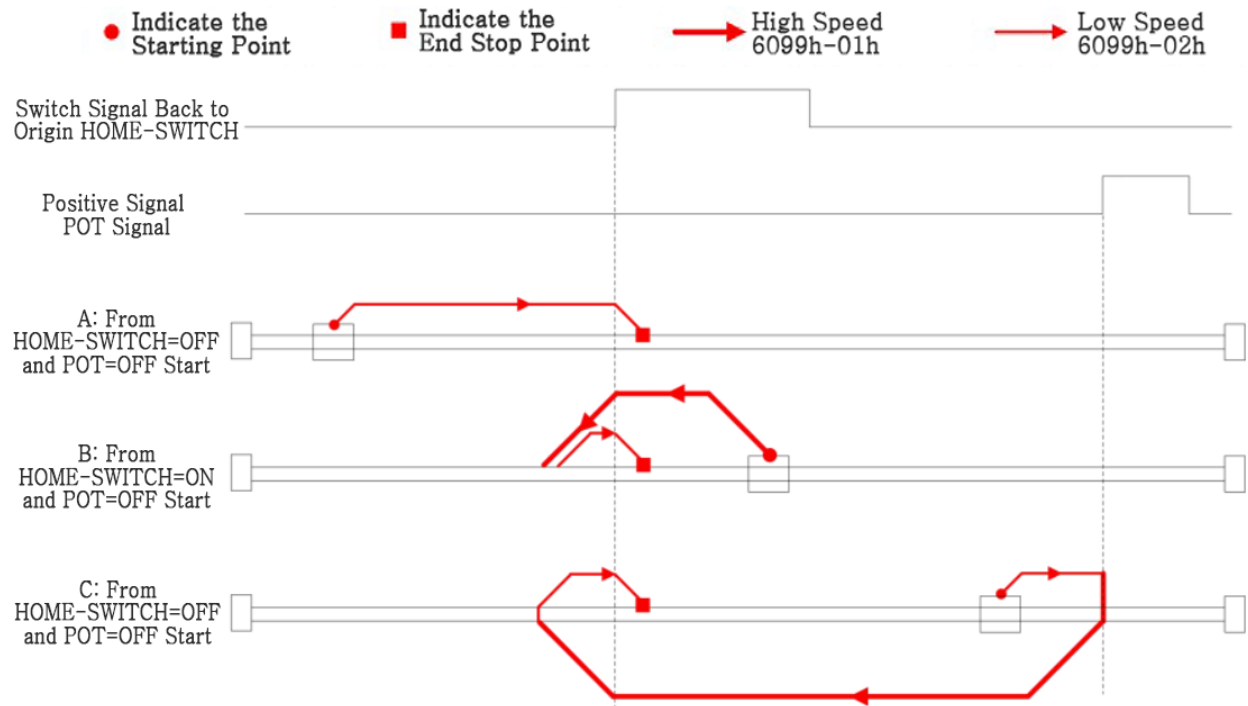 Indicate the
Starting Point
Indicate the
End Stop Point
High Speed
6099h-01h
Low Speed
6099h-02h
Switch Signal Back to
Origin HOME-SWITCH
Positive Signal
POT Signal
A: From
HOME-SWITCH=OFF
and POT=OFF Start
B: From
HOME-SWITCH=ON
and POT=OFF Start
C: From
HOME-SWITCH=OFF
and POT=OFF Start